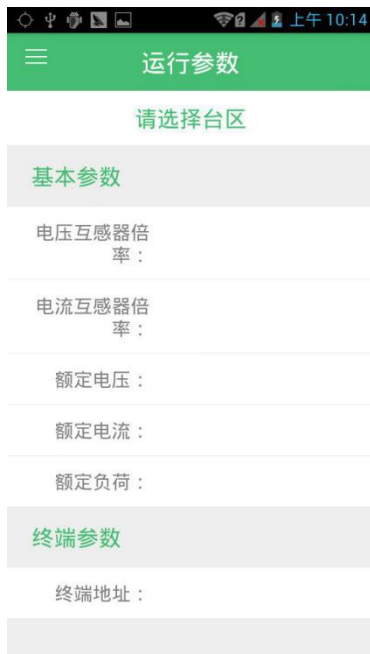 上午 10:14
运行参数
请选择台区
基本参数
电压互感器倍
率：
电流互感器倍
率：
额定电压：
额定电流：
额定负荷：
终端参数
终端地址：